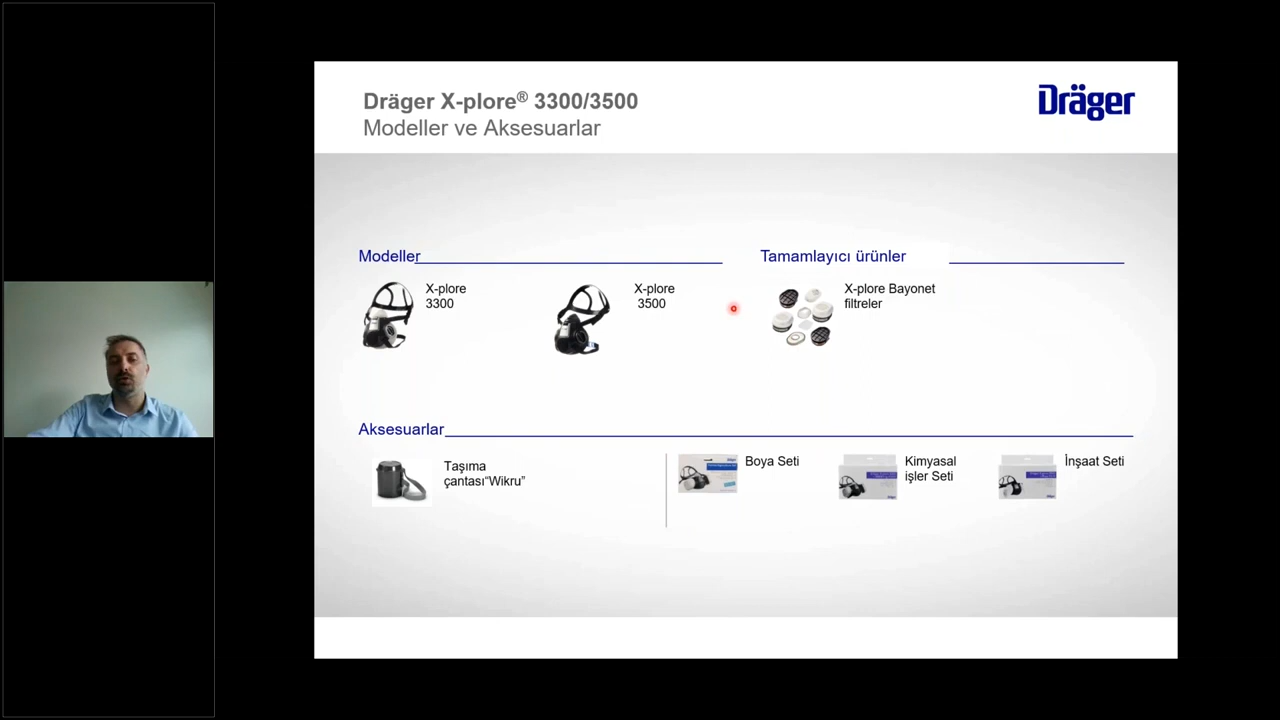 Dräger X-plore® 3300/3500
Modeller ve Aksesuarlar
Dräger
Modeller
Tamamlayıcı ürünler
X-plore
3300
X-plore
3500
X-plore Bayonet
filtreler
Aksesuarlar
Taşıma
çantası“Wikru”
Boya Seti
Kimyasal
işler Seti
İnşaat Seti